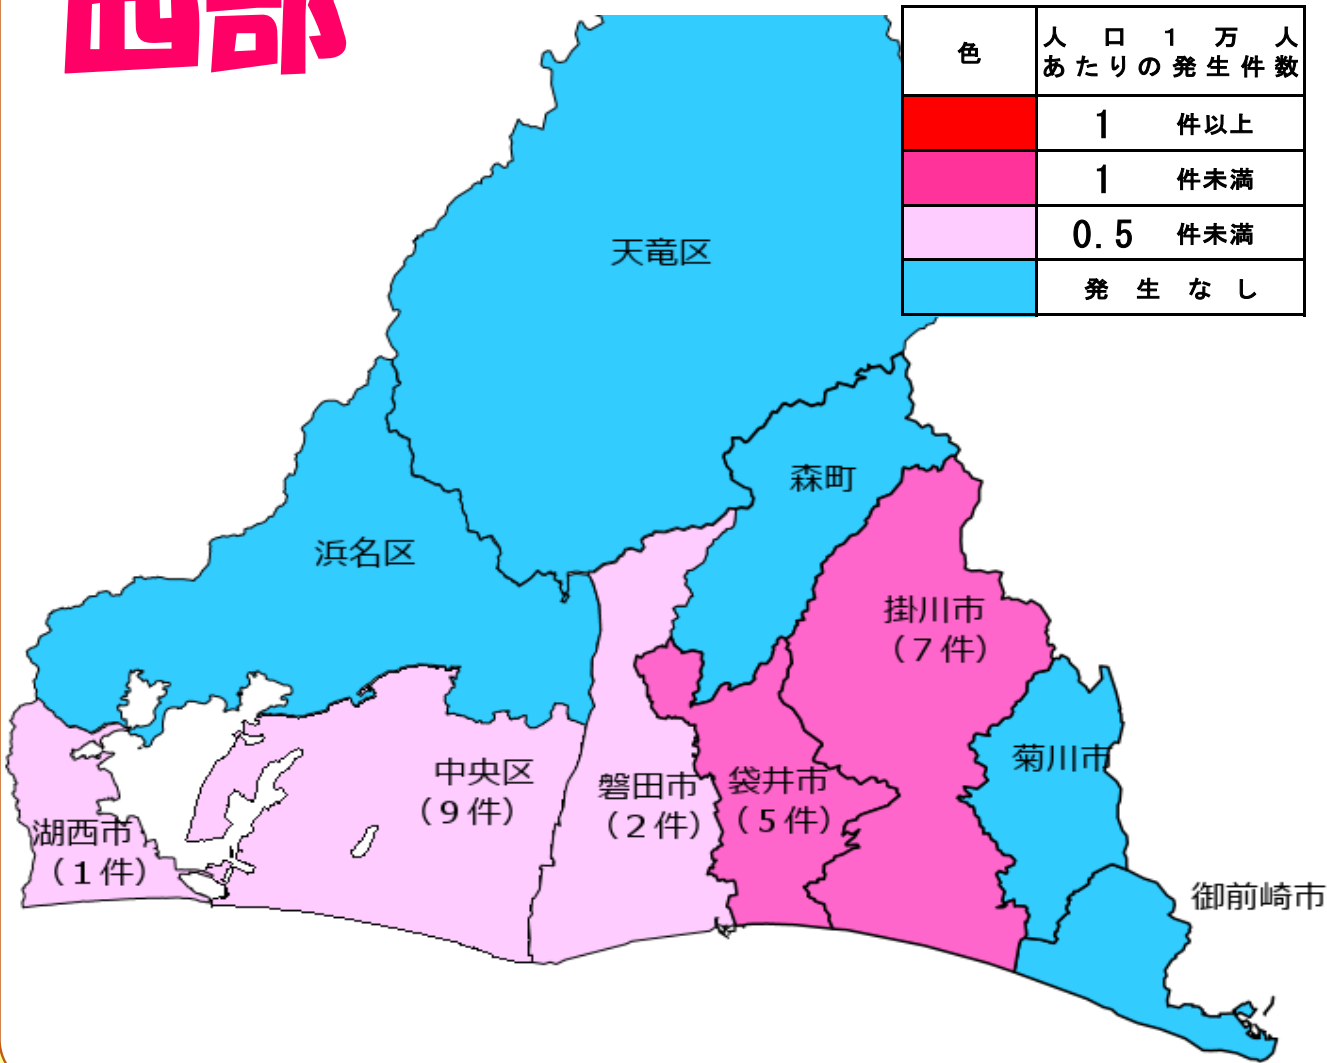 西部
色
人口1万人
あたりの発生件数
1 件以上
1 件未満
0.5 件未満
発生なし
天竜区
森町
浜名区
掛川市
（7件）
菊川市
中央区
（9件）
磐田市
（2件）
袋井市
（5件）
湖西市
（1件）
御前崎市